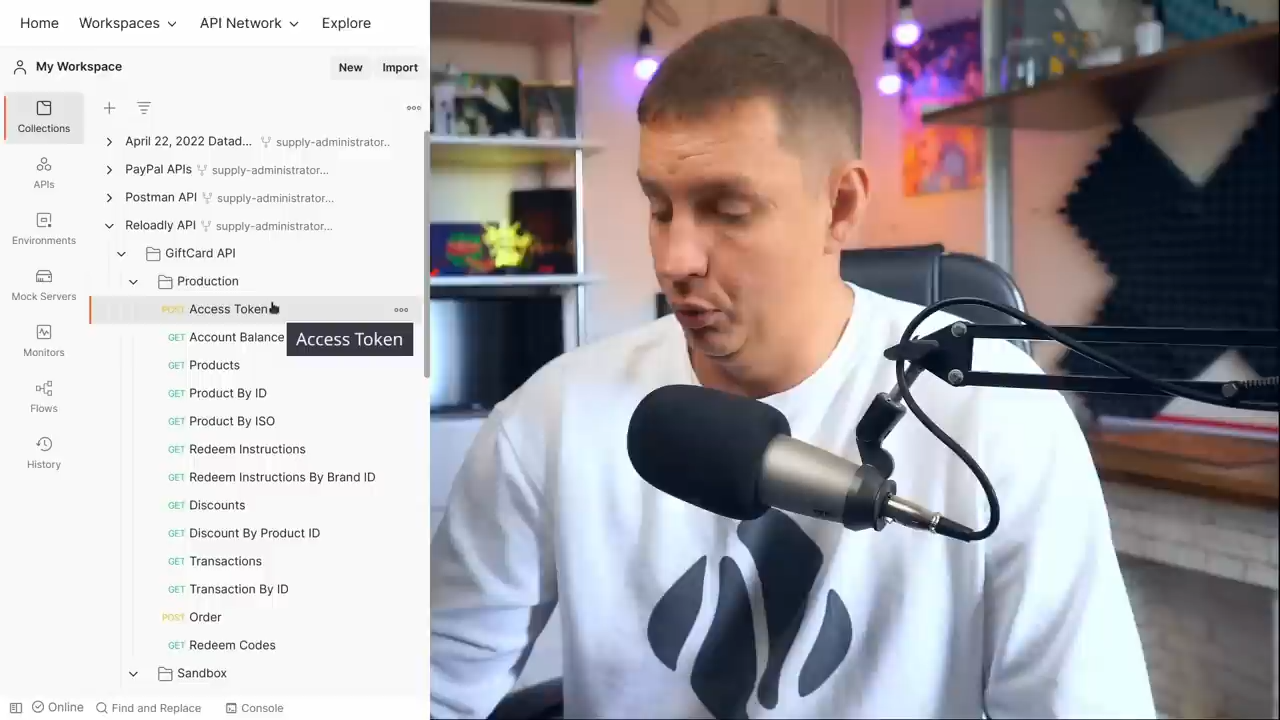 Home Workspaces API Network Explore
My Workspace New Import
Collections
APIs
Environments
Mock Servers
Monitors
Flows
History
April 22, 2022 Datad... supply-administrator..
PayPal APIs supply-administrator...
Postman API supply-administrator...
Reloadly API supply-administrator...
GiftCard API
Production
POST Access Token
GET Account Balance
Access Token
GET Products
GET Product By ID
GET Product By ISO
GET Redeem Instructions
GET Redeem Instructions By Brand ID
GET Discounts
GET Discount By Product ID
GET Transactions
GET Transaction By ID
POST Order
GET Redeem Codes
Sandbox
Online Find and Replace Console